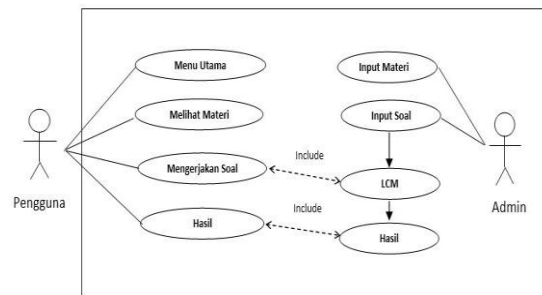 Menu Utama
Input Materi
Melihat Materi
Input Soal
Include
Mengerjakan Soal
LCM
Pengguna
Include
Admin
Hasil
Hasil